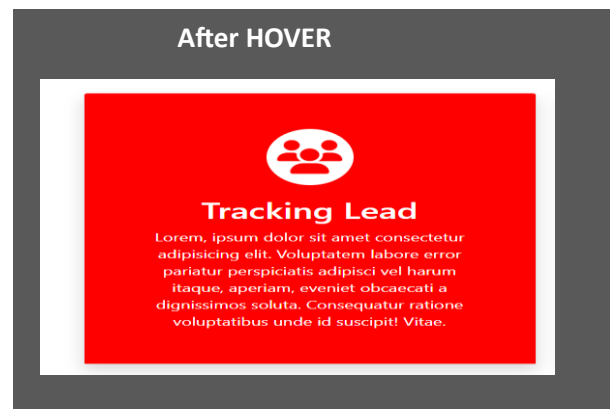 After HOVER
Tracking Lead
Lorem, ipsum dolor sit amet consectetur
adipisicing elit. Voluptatem labore error
pariatur perspiciatis adipisci vel harum
itaque, aperiam, eveniet obcaecati a
dignissimos soluta. Consequatur ratione
voluptatibus unde id suscipit! Vitae.